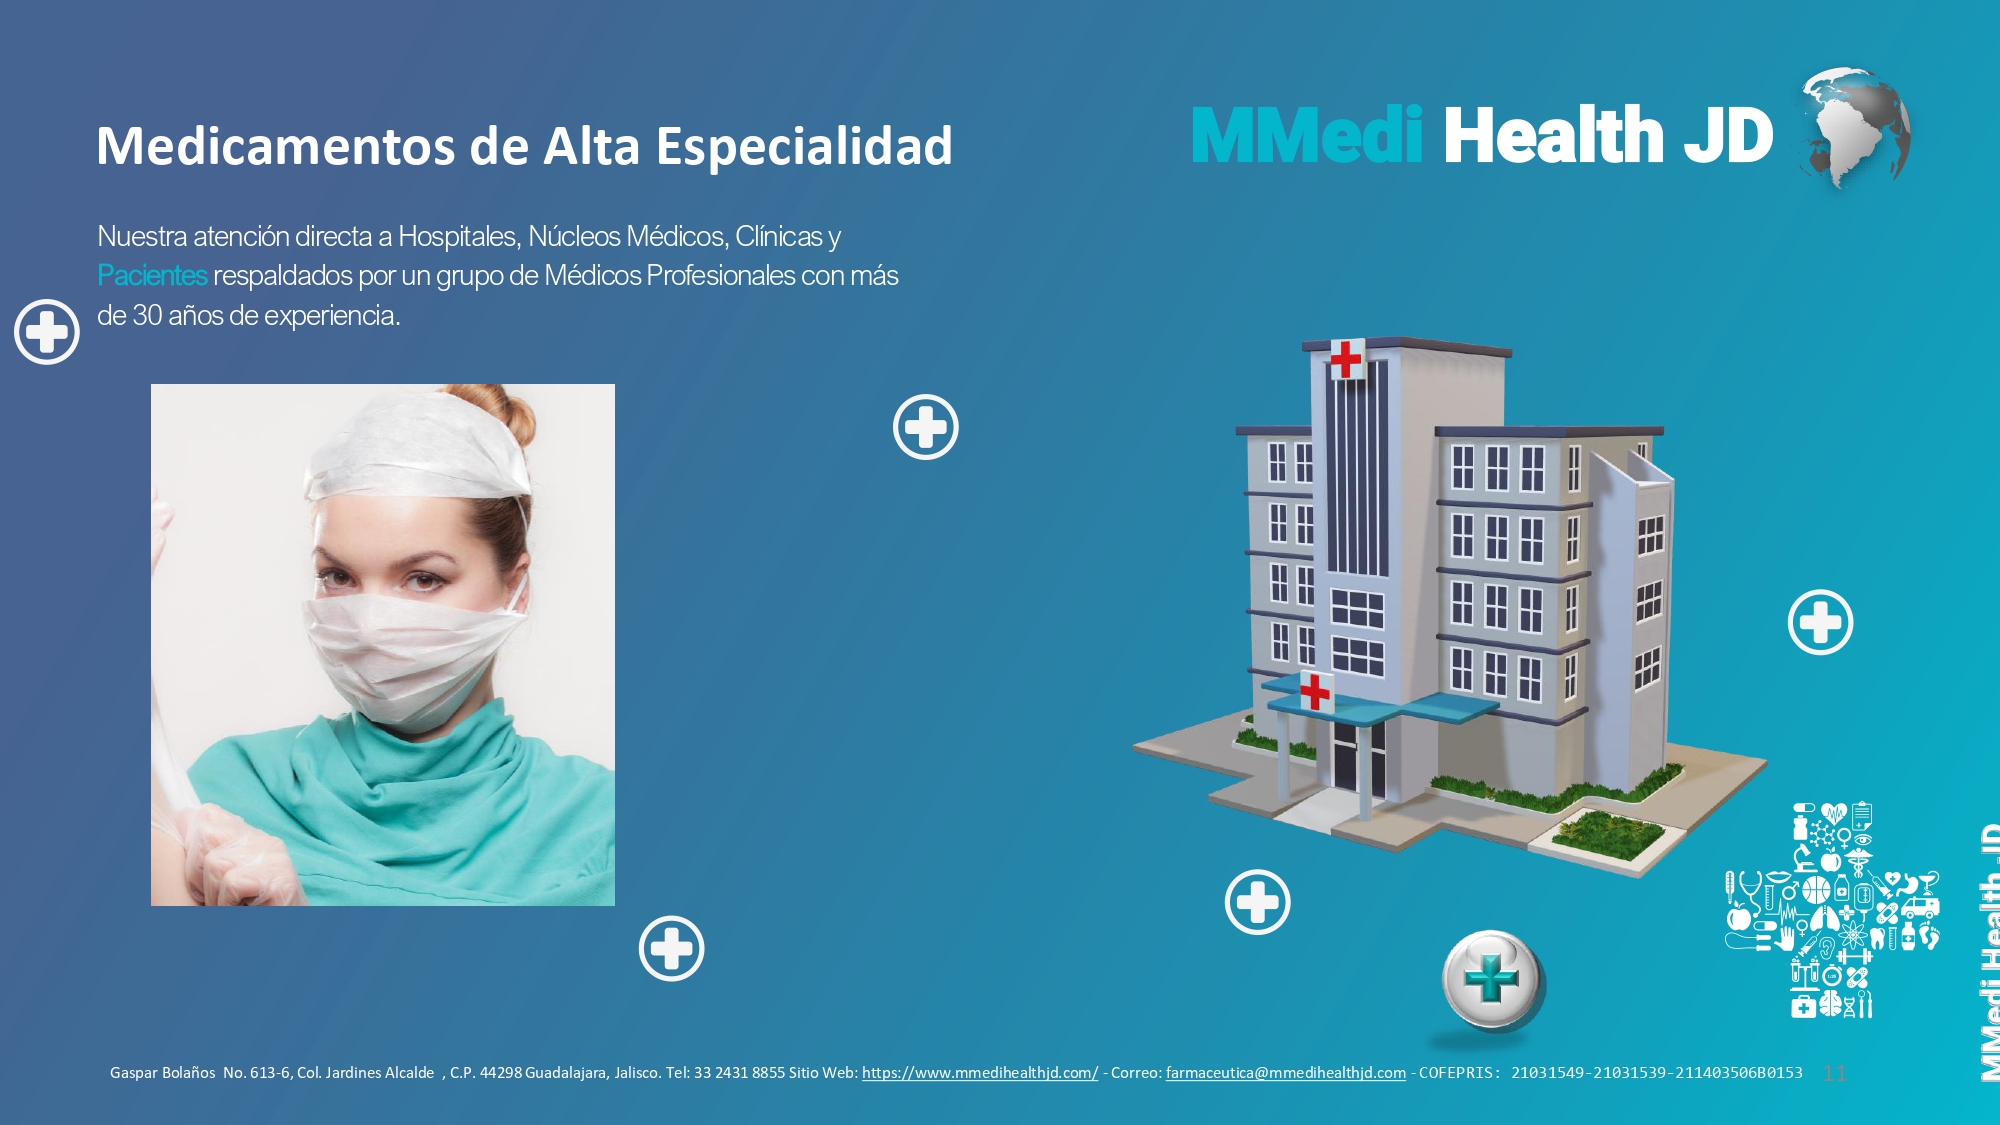 MMedi Health JD
Medicamentos de Alta Especialidad
Nuestra atención directa a Hospitales, Núcleos Médicos, Clínicas y
Pacientes respaldados por un grupo de Médicos Profesionales con más
de 30 años de experiencia.
MMedi Health JD
Gaspar Bolaños No. 613-6, Col. Jardines Alcalde , C.P. 44298 Guadalajara, Jalisco. Tel: 33 2431 8855 Sitio Web: https://www.mmedihealthjd.com/ - Correo: farmaceutica@mmedihealthjd.com - COFEPRIS: 21031549-21031539-211403506B0153
11